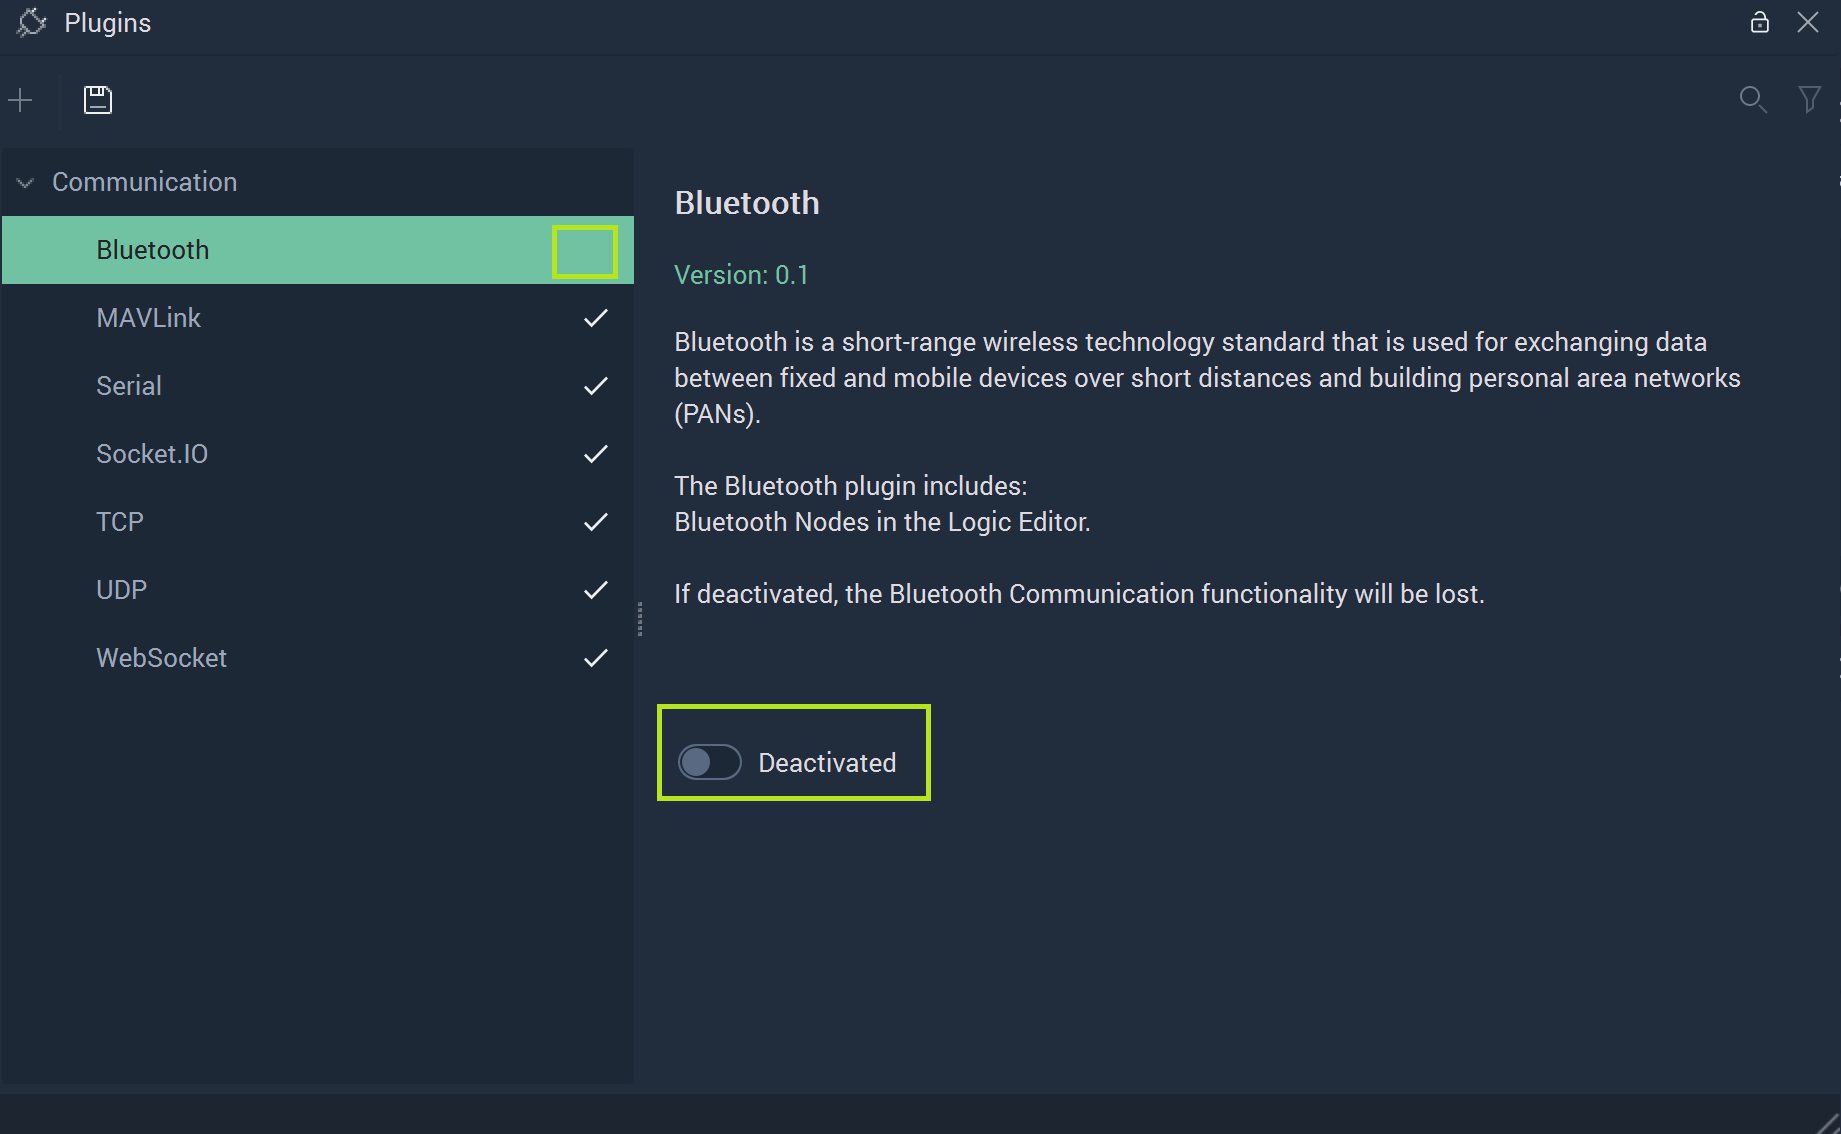 Plugins
Communication
Bluetooth
MAVLink
Serial
Socket.IO
TCP
UDP
WebSocket
Bluetooth
Version: 0.1
Bluetooth is a short-range wireless technology standard that is used for exchanging data
between fixed and mobile devices over short distances and building personal area networks
(PANs).
The Bluetooth plugin includes:
Bluetooth Nodes in the Logic Editor.
If deactivated, the Bluetooth Communication functionality will be lost.
Deactivated